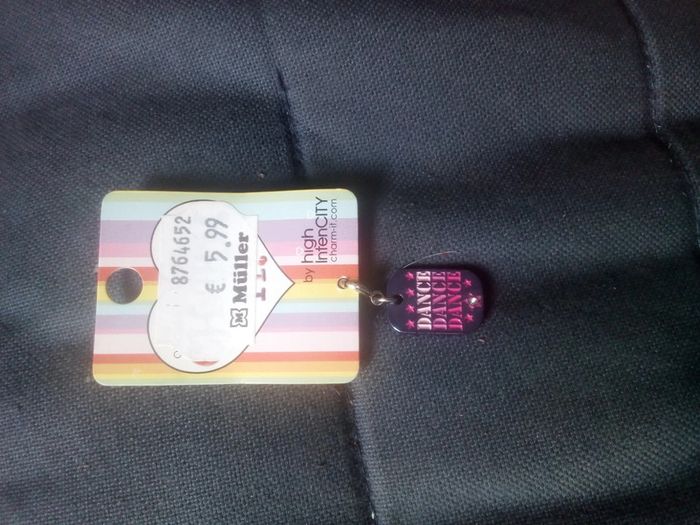 8764652
€ 5.99
Müller
by high
IntenCITY
charm-it.com
DANCE
DANCE
DANCE